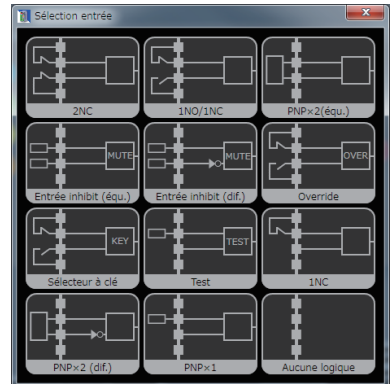 Sélection entrée
2NC
1NO/1NC
PNP×2(équ.)
MUTE
MUTE
OVER
Entrée inhibit (équ.)
Entrée inhibit (dif.)
Override
KEY
TEST
Sélecteur à clé
Test
1NC
PNP×2 (dif.)
PNP×1
Aucune logique